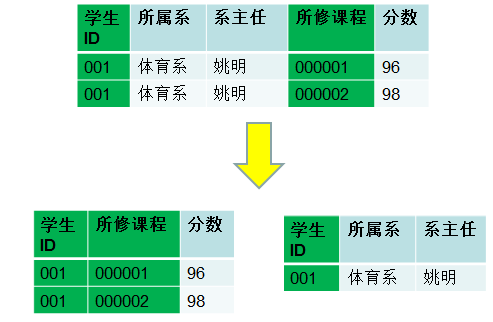 学生ID 所属系 系主任 所修课程 分数
001 体育系 姚明 000001 96
001 体育系 姚明 000002 98
学生ID 所修课程 分数
001 000001 96
001 000002 98
学生ID 所属系 系主任
001 体育系 姚明